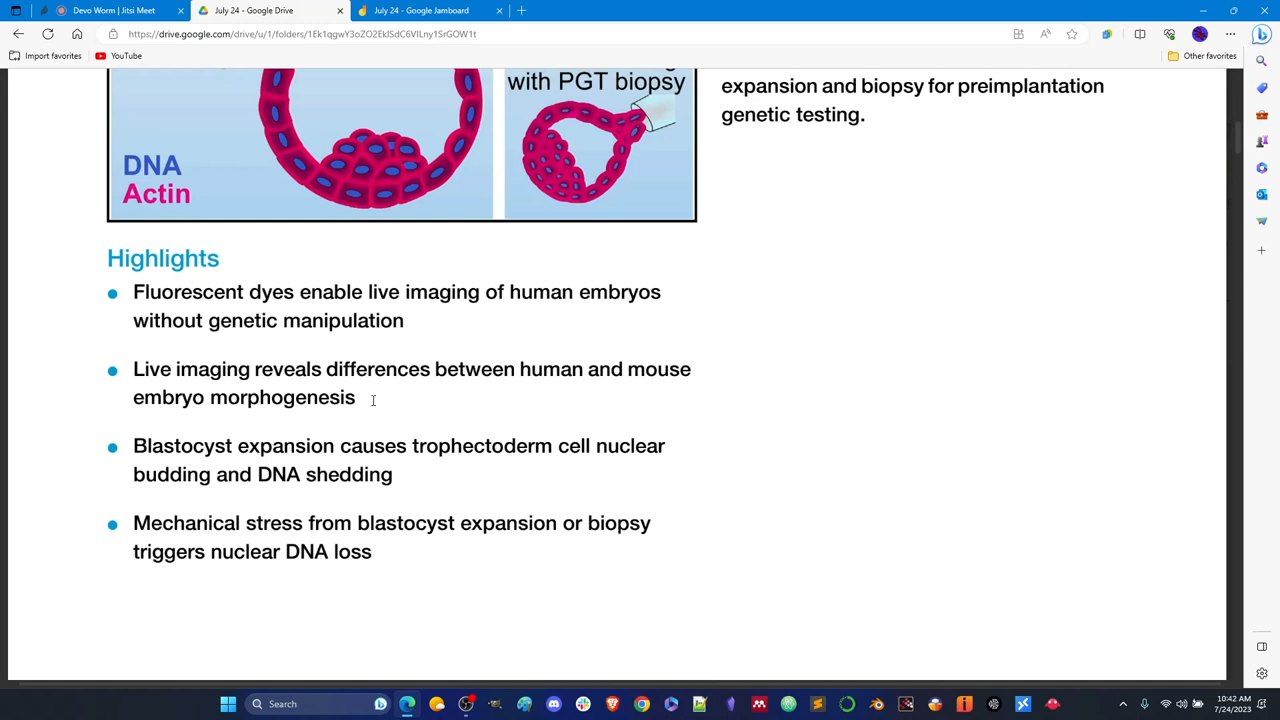 Devo Worm | Jitsi Meet
July 24 - Google Drive
July 24 - Google Jamboard
https://drive.google.com/drive/u/1/folders/1Ek1qgwY3oZO2EklSdC6VILny1SrGOW1t
Import favorites
YouTube
Other favorites
with PGT biopsy
DNA
Actin
expansion and biopsy for preimplantation
genetic testing.
Highlights
Fluorescent dyes enable live imaging of human embryos
without genetic manipulation
Live imaging reveals differences between human and mouse
embryo morphogenesis
Blastocyst expansion causes trophectoderm cell nuclear
budding and DNA shedding
Mechanical stress from blastocyst expansion or biopsy
triggers nuclear DNA loss
Search
10:42 AM
7/24/2023